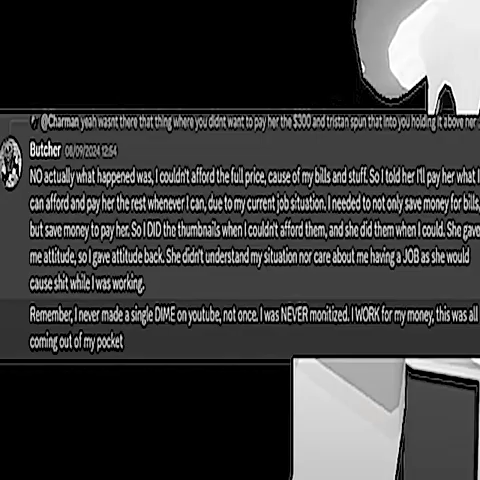 @Charman yeah wasnt there that thing where you didnt want to pay her the $300 and tristan spun that into you holding it above her
Butcher 08/09/2024 12:54
NO actually what happened was, I couldn't afford the full price, cause of my bills and stuff. So I told her I'll pay her what I
can afford and pay her the rest whenever I can, due to my current job situation. I needed to not only save money for bills,
but save money to pay her. So I DID the thumbnails when I couldn't afford them, and she did them when I could. She gave
me attitude, so I gave attitude back. She didn't understand my situation nor care about me having a JOB as she would
cause shit while I was working.
Remember, I never made a single DIME on youtube, not once. I was NEVER monitized. I WORK for my money, this was all
coming out of my pocket